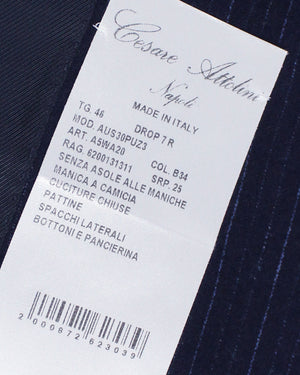 Cesare Attolini
Napoli
MADE IN ITALY
TG. 46 DROP 7 R
MOD. AUS30PUZ3
ART. A5WA20 COL. B34
RAG. 6200131311 SRP. 25
SENZA ASOLE ALLE MANICHE
MANICA A CAMICIA
CUCITURE CHIUSE
PATTINE
SPACCHI LATERALI
BOTTONI E PANCIERINA
2 000872 623039